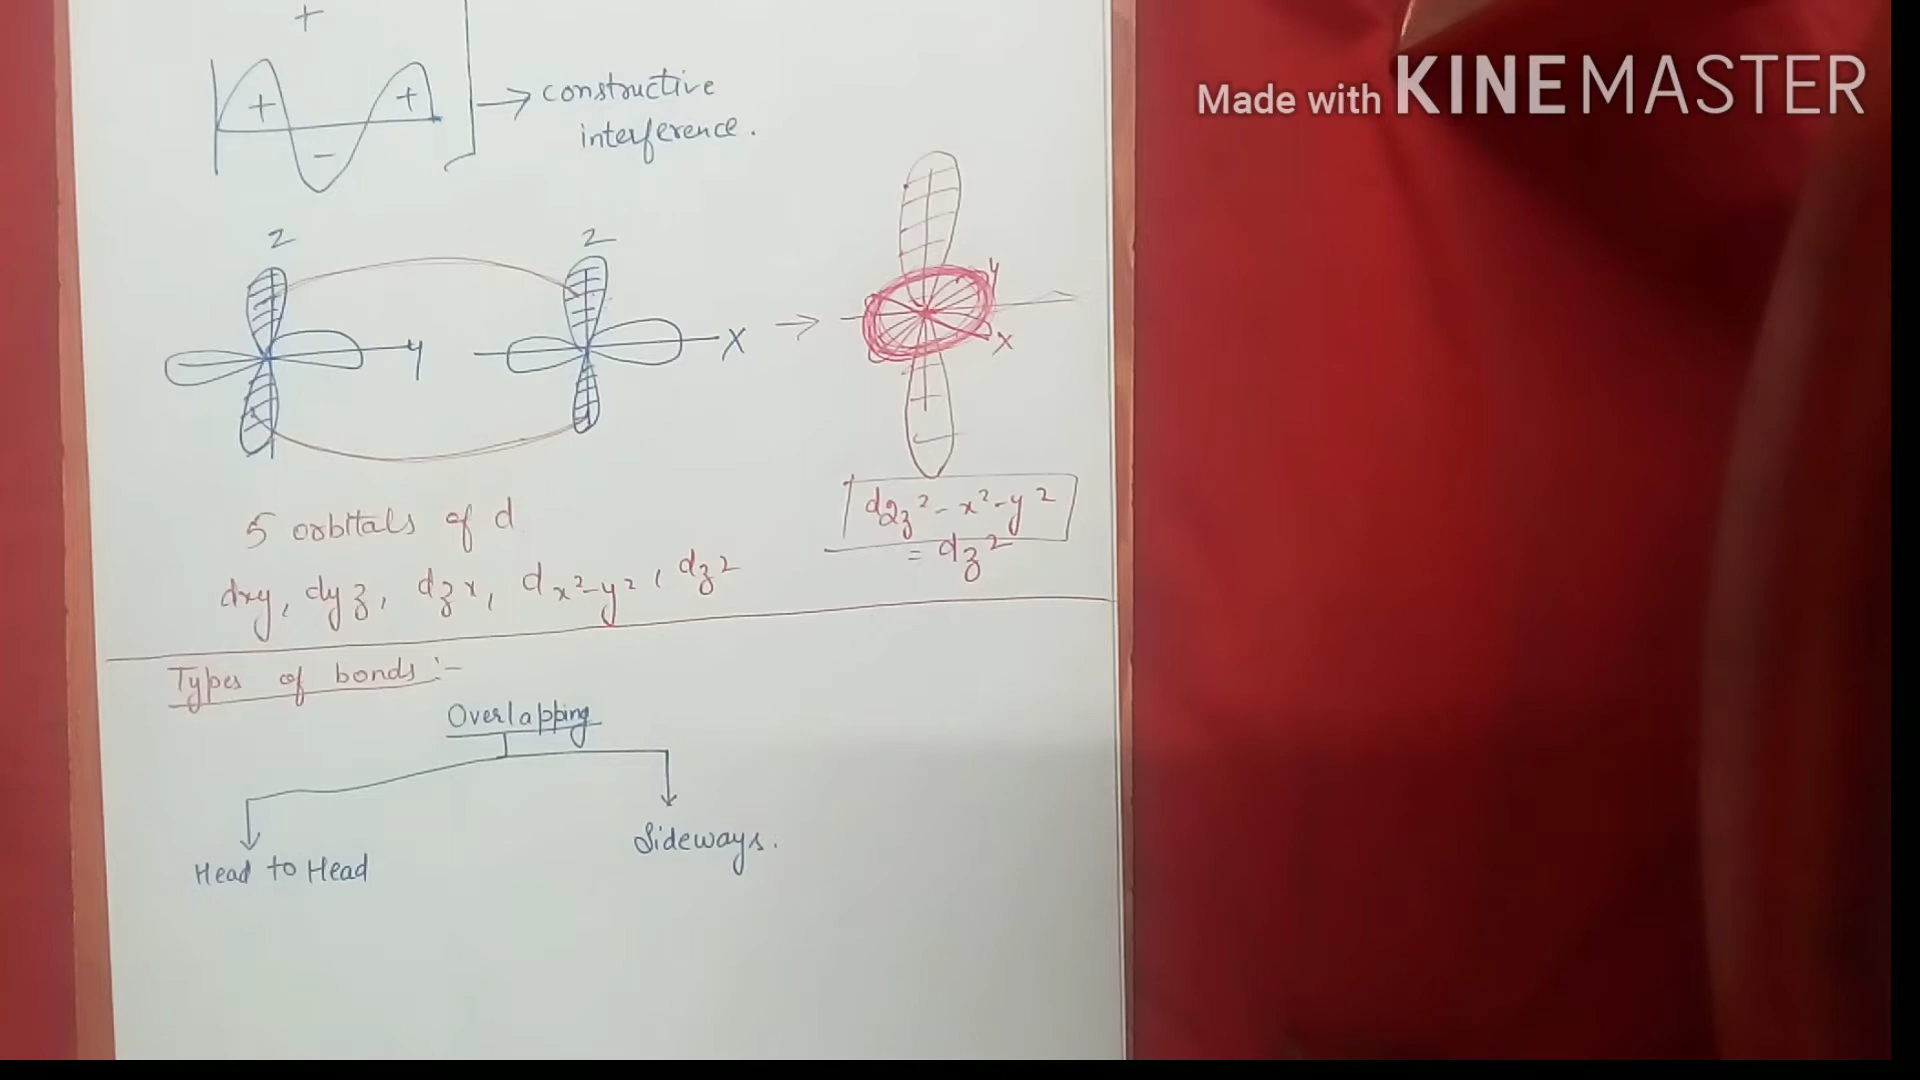 +
+ - +
→ constructive
interference.
Made with KINEMASTER
Z Z
y
X
y
x
→
d2z²-x²-y²
= dz²
5 orbitals of d
dxy, dyz, dzx, dx²-y², dz²
Types of bonds :-
Overlapping
Head to Head
Sideways.